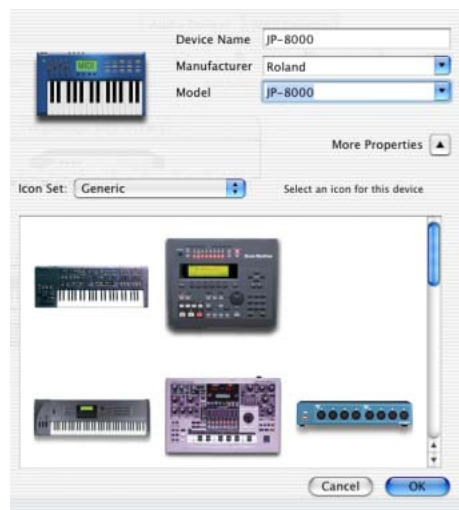 Device Name JP-8000
Manufacturer Roland
Model JP-8000
MIDI
More Properties
Icon Set: Generic
Select an icon for this device
Cancel OK